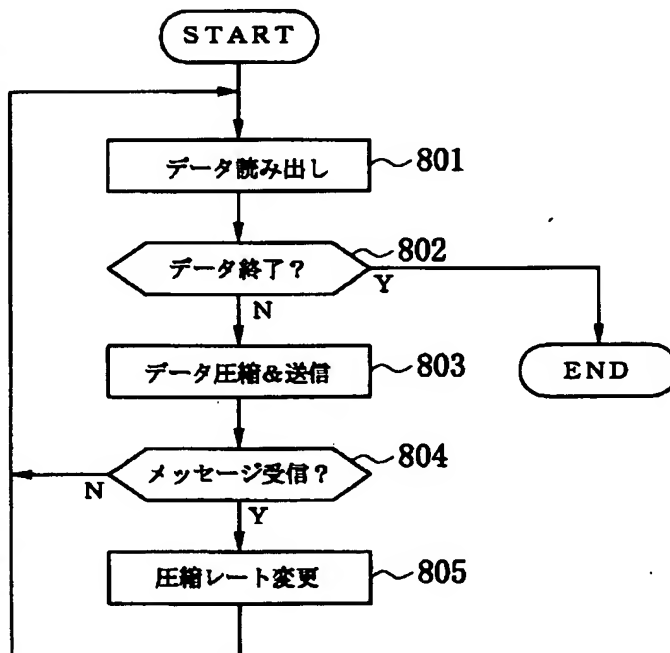 START
データ読み出し
801
データ終了?
802
Y
N
データ圧縮&送信
803
END
メッセージ受信?
804
N
Y
圧縮レート変更
805